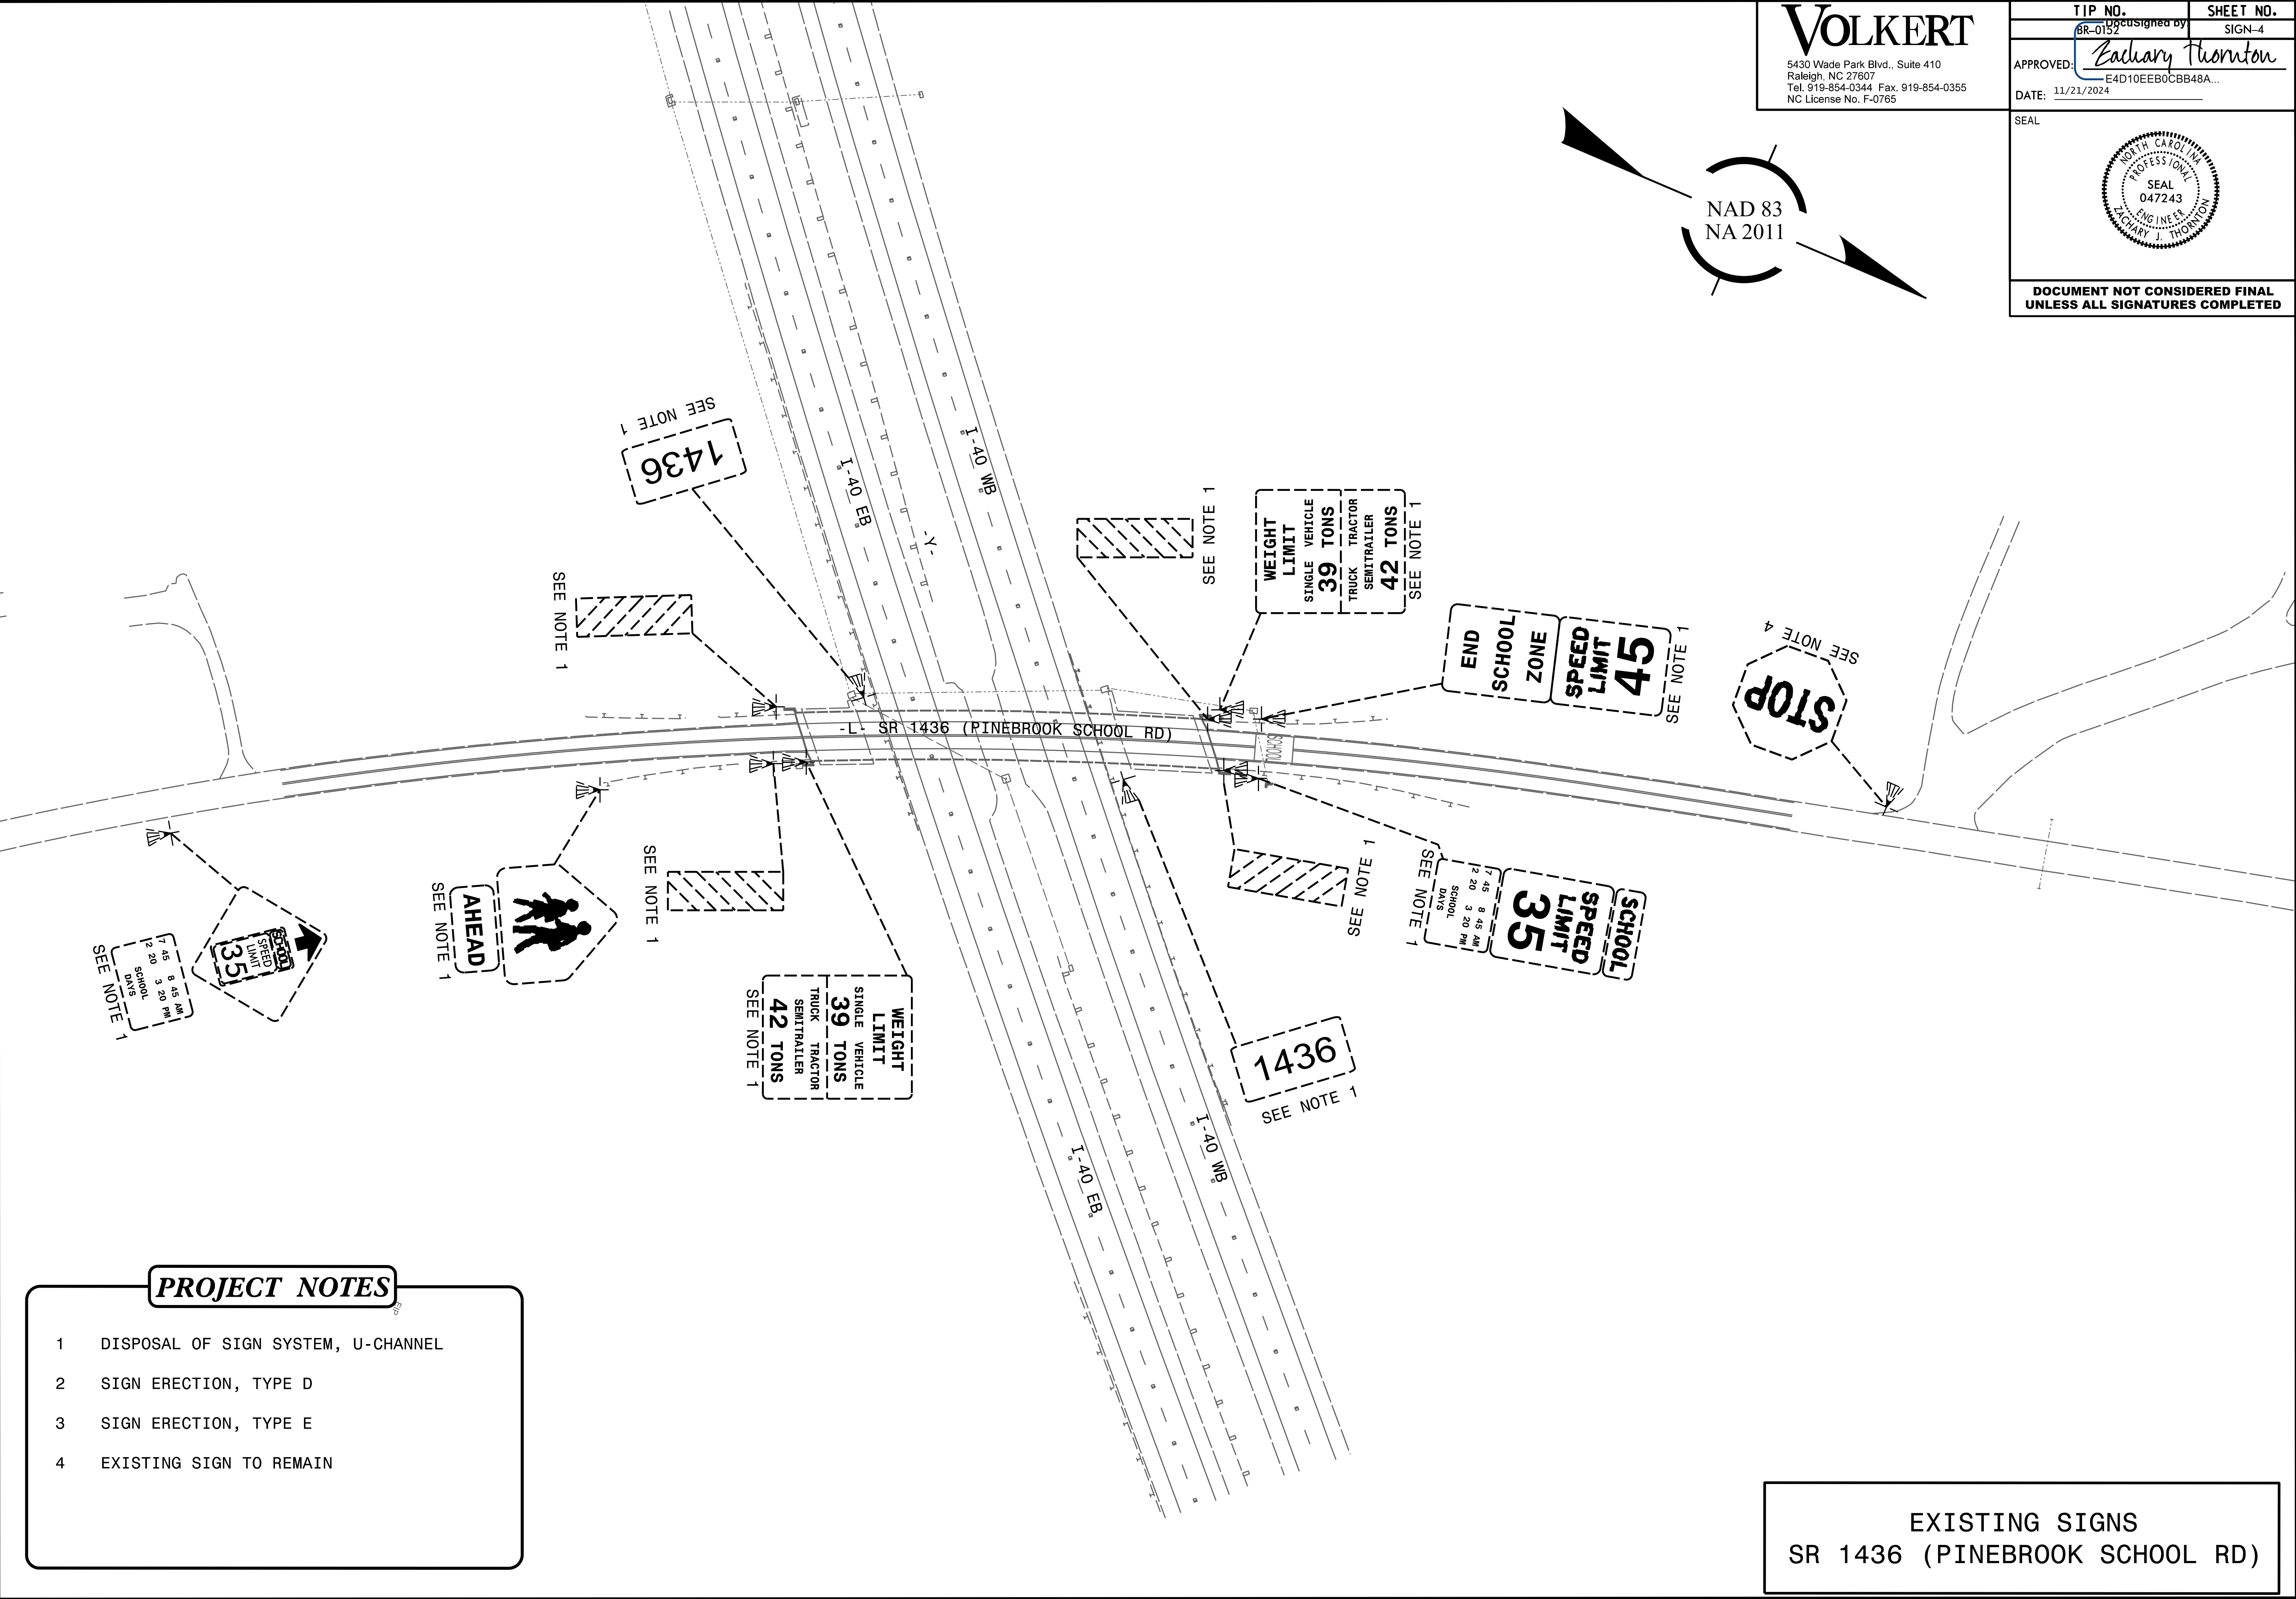 VOLKERT
5430 Wade Park Blvd., Suite 410
Raleigh, NC 27607
Tel. 919-854-0344 Fax. 919-854-0355
NC License No. F-0765
TIP NO.
SHEET NO.
DocuSigned by
BR-0152
SIGN-4
APPROVED:
Zachary Thornton
E4D10EEB0CBB48A...
DATE: 11/21/2024
SEAL
NORTH CAROLINA
PROFESSIONAL
SEAL
047243
ENGINEER
ZACHARY J. THORNTON
DOCUMENT NOT CONSIDERED FINAL
UNLESS ALL SIGNATURES COMPLETED
NAD 83
NA 2011
SEE NOTE 1
1436
I-40 EB
I-40 WB
-Y-
SEE NOTE 1
SEE NOTE 1
WEIGHT
LIMIT
SINGLE VEHICLE
39 TONS
TRUCK TRACTOR
SEMITRAILER
42 TONS
SEE NOTE 1
END
SCHOOL
ZONE
SPEED
LIMIT
45
SEE NOTE 1
SEE NOTE 4
STOP
-L- SR 1436 (PINEBROOK SCHOOL RD)
SCHOOL
SCHOOL
SPEED
LIMIT
35
7 45 8 45 AM
2 20 3 20 PM
SCHOOL
DAYS
SEE NOTE 1
AHEAD
SEE NOTE 1
SEE NOTE 1
WEIGHT
LIMIT
SINGLE VEHICLE
39 TONS
TRUCK TRACTOR
SEMITRAILER
42 TONS
SEE NOTE 1
SEE NOTE 1
SCHOOL
SPEED
LIMIT
35
7 45 8 45 AM
2 20 3 20 PM
SCHOOL
DAYS
SEE NOTE 1
1436
SEE NOTE 1
I-40 EB
I-40 WB
PROJECT NOTES
EIP
1 DISPOSAL OF SIGN SYSTEM, U-CHANNEL
2 SIGN ERECTION, TYPE D
3 SIGN ERECTION, TYPE E
4 EXISTING SIGN TO REMAIN
EXISTING SIGNS
SR 1436 (PINEBROOK SCHOOL RD)